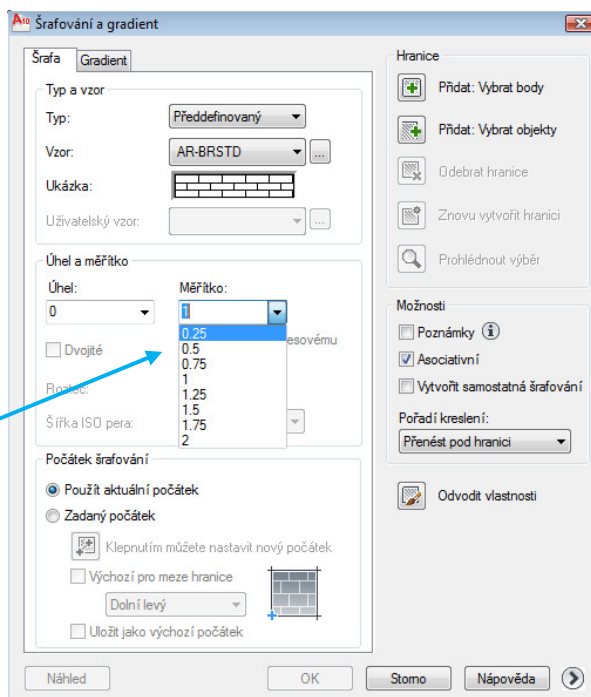 A10 Šrafování a gradient
Šrafa
Gradient
Typ a vzor
Typ:
Předdefinovaný
Vzor:
AR-BRSTD
...
Ukázka:
Uživatelský vzor:
...
Úhel a měřítko
Úhel:
Měřítko:
0
1
0.25
0.5
0.75
1
1.25
1.5
1.75
2
Dvojité
Rozteč:
Šířka ISO pera:
Počátek šrafování
Použít aktuální počátek
Zadaný počátek
Klepnutím můžete nastavit nový počátek
Výchozí pro meze hranice
Dolní levý
Uložit jako výchozí počátek
Hranice
Přidat: Vybrat body
Přidat: Vybrat objekty
Odebrat hranice
Znovu vytvořit hranici
Prohlédnout výběr
Možnosti
Poznámky
Asociativní
Vytvořit samostatná šrafování
Pořadí kreslení:
Přenést pod hranici
Odvodit vlastnosti
Náhled
OK
Storno
Nápověda